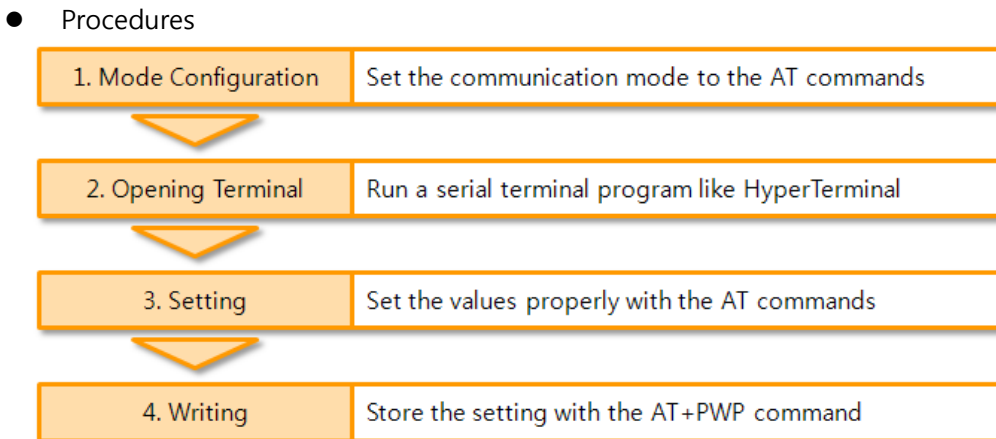 ● Procedures
1. Mode Configuration Set the communication mode to the AT commands
2. Opening Terminal Run a serial terminal program like HyperTerminal
3. Setting Set the values properly with the AT commands
4. Writing Store the setting with the AT+PWP command